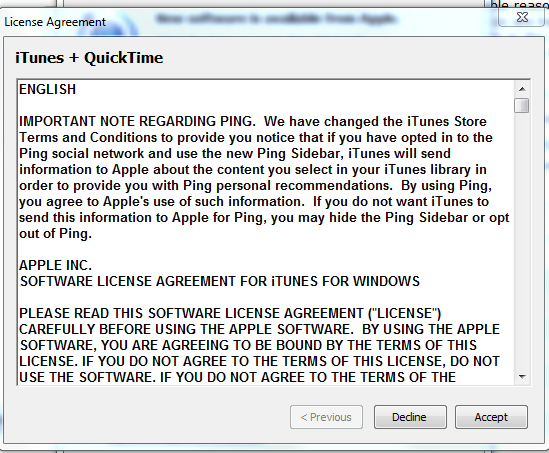 ble reaso
New software is available from Apple.
License Agreement
iTunes + QuickTime
ENGLISH
IMPORTANT NOTE REGARDING PING.  We have changed the iTunes Store
Terms and Conditions to provide you notice that if you have opted in to the
Ping social network and use the new Ping Sidebar, iTunes will send
information to Apple about the content you select in your iTunes library in
order to provide you with Ping personal recommendations.  By using Ping,
you agree to Apple's use of such information.  If you do not want iTunes to
send this information to Apple for Ping, you may hide the Ping Sidebar or opt
out of Ping.
APPLE INC.
SOFTWARE LICENSE AGREEMENT FOR iTUNES FOR WINDOWS
PLEASE READ THIS SOFTWARE LICENSE AGREEMENT ("LICENSE")
CAREFULLY BEFORE USING THE APPLE SOFTWARE.  BY USING THE APPLE
SOFTWARE, YOU ARE AGREEING TO BE BOUND BY THE TERMS OF THIS
LICENSE. IF YOU DO NOT AGREE TO THE TERMS OF THIS LICENSE, DO NOT
USE THE SOFTWARE. IF YOU DO NOT AGREE TO THE TERMS OF THE
< Previous
Decline
Accept